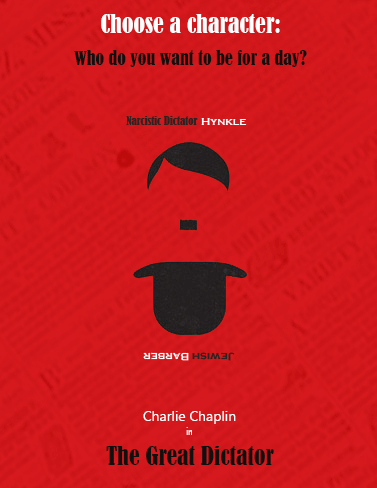 Choose a character:
Who do you want to be for a day?
Narcistic Dictator HYNKLE
JEWISH BARBER
Charlie Chaplin
in
The Great Dictator